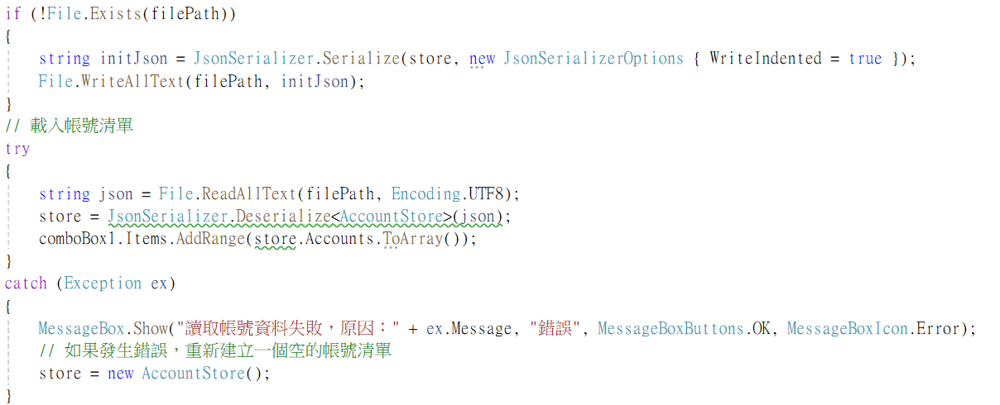 if (!File.Exists(filePath))
{
    string initJson = JsonSerializer.Serialize(store, new JsonSerializerOptions { WriteIndented = true });
    File.WriteAllText(filePath, initJson);
}
// 載入帳號清單
try
{
    string json = File.ReadAllText(filePath, Encoding.UTF8);
    store = JsonSerializer.Deserialize<AccountStore>(json);
    comboBox1.Items.AddRange(store.Accounts.ToArray());
}
catch (Exception ex)
{
    MessageBox.Show("讀取帳號資料失敗，原因：" + ex.Message, "錯誤", MessageBoxButtons.OK, MessageBoxIcon.Error);
    // 如果發生錯誤，重新建立一個空的帳號清單
    store = new AccountStore();
}